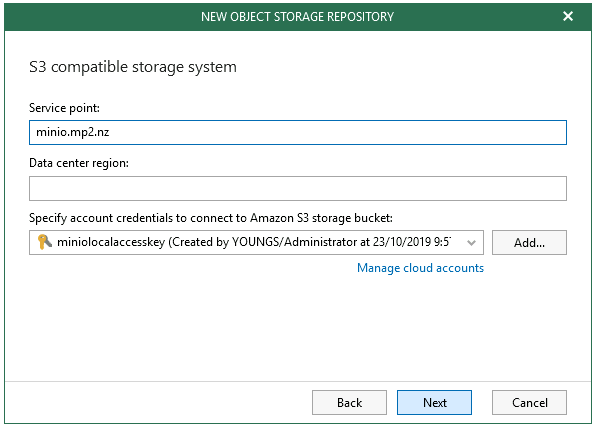 NEW OBJECT STORAGE REPOSITORY
S3 compatible storage system
Service point:
minio.mp2.nz
Data center region:
Specify account credentials to connect to Amazon S3 storage bucket:
miniolocalaccesskey (Created by YOUNGS/Administrator at 23/10/2019 9:57
Add...
Manage cloud accounts
Back
Next
Cancel